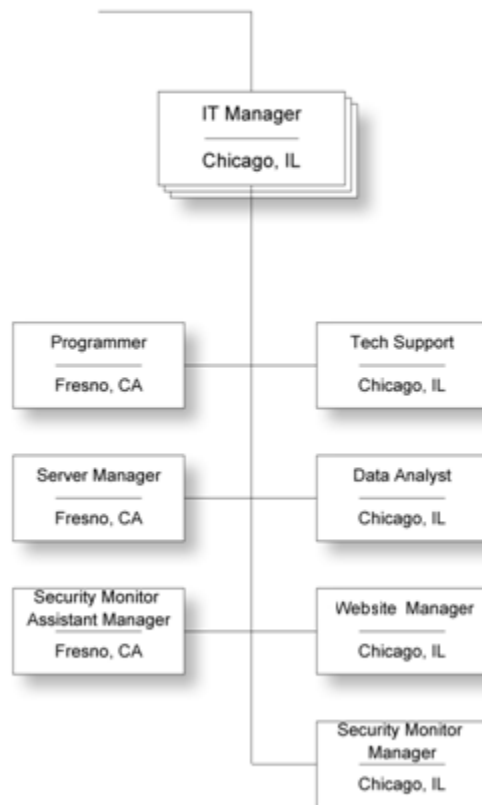 IT Manager
Chicago, IL
Programmer
Fresno, CA
Tech Support
Chicago, IL
Server Manager
Fresno, CA
Data Analyst
Chicago, IL
Security Monitor
Assistant Manager
Fresno, CA
Website Manager
Chicago, IL
Security Monitor
Manager
Chicago, IL